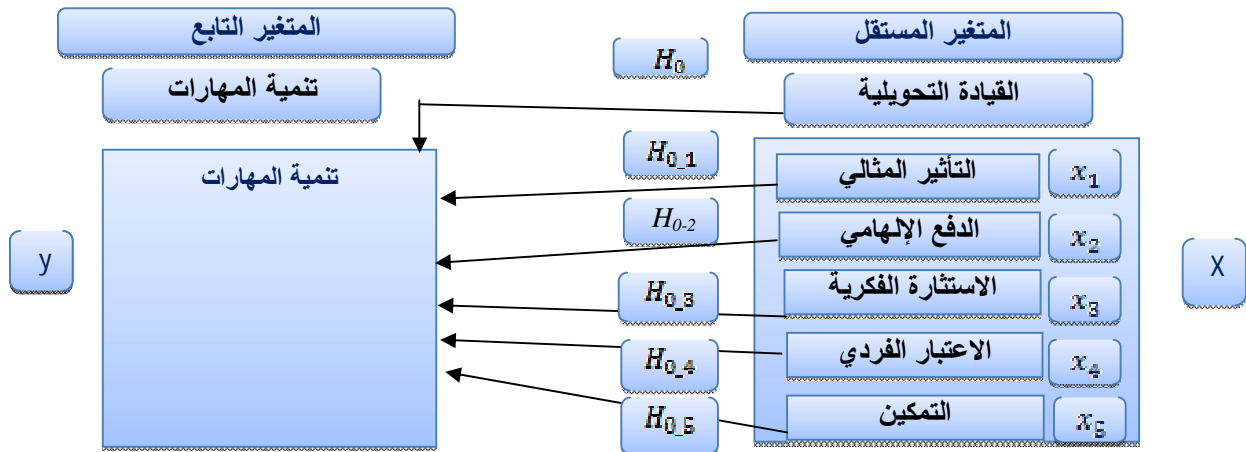 المتغير المستقل
المتغير التابع
H₀
القيادة التحويلية
تنمية المهارات
التأثير المثالي
x₁
H₀_₁
تنمية المهارات
الدفع الإلهامي
x₂
H₀₋₂
X
y
الاستثارة الفكرية
x₃
H₀_₃
الاعتبار الفردي
x₄
H₀_₄
التمكين
x₅
H₀_₅